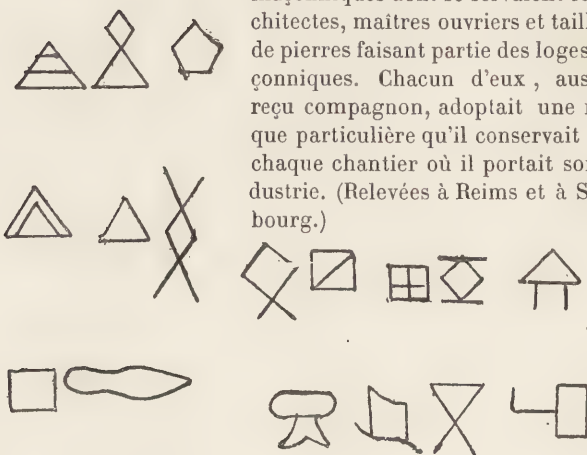 chitectes, maîtres ouvriers et taill
de pierres faisant partie des loges
çonniques. Chacun d'eux , aus
reçu compagnon, adoptait une
que particulière qu'il conservait
chaque chantier où il portait so
dustrie. (Relevées à Reims et à S
bourg.)